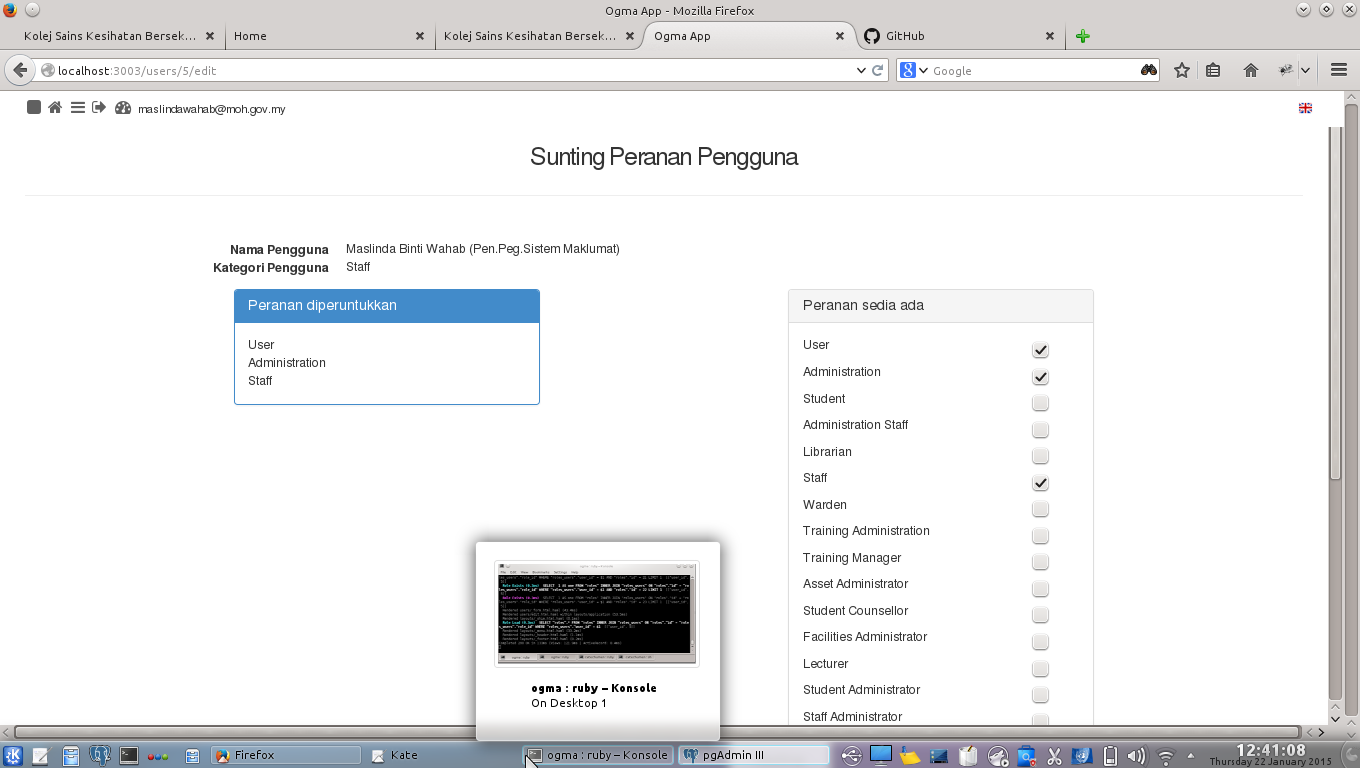 Ogma App - Mozilla Firefox
Kolej Sains Kesihatan Bersek... Home Kolej Sains Kesihatan Bersek... Ogma App GitHub
localhost:3003/users/5/edit Google
maslindawahab@moh.gov.my
Sunting Peranan Pengguna
Nama Pengguna Maslinda Binti Wahab (Pen.Peg.Sistem Maklumat)
Kategori Pengguna Staff
Peranan diperuntukkan
User
Administration
Staff
Peranan sedia ada
User
Administration
Student
Administration Staff
Librarian
Staff
Warden
Training Administration
Training Manager
Asset Administrator
Student Counsellor
Facilities Administrator
Lecturer
Student Administrator
Staff Administrator
ogma : ruby – Konsole
On Desktop 1
Firefox Kate ogma : ruby – Konsole pgAdmin III
12:41:08
Thursday 22 January 2015